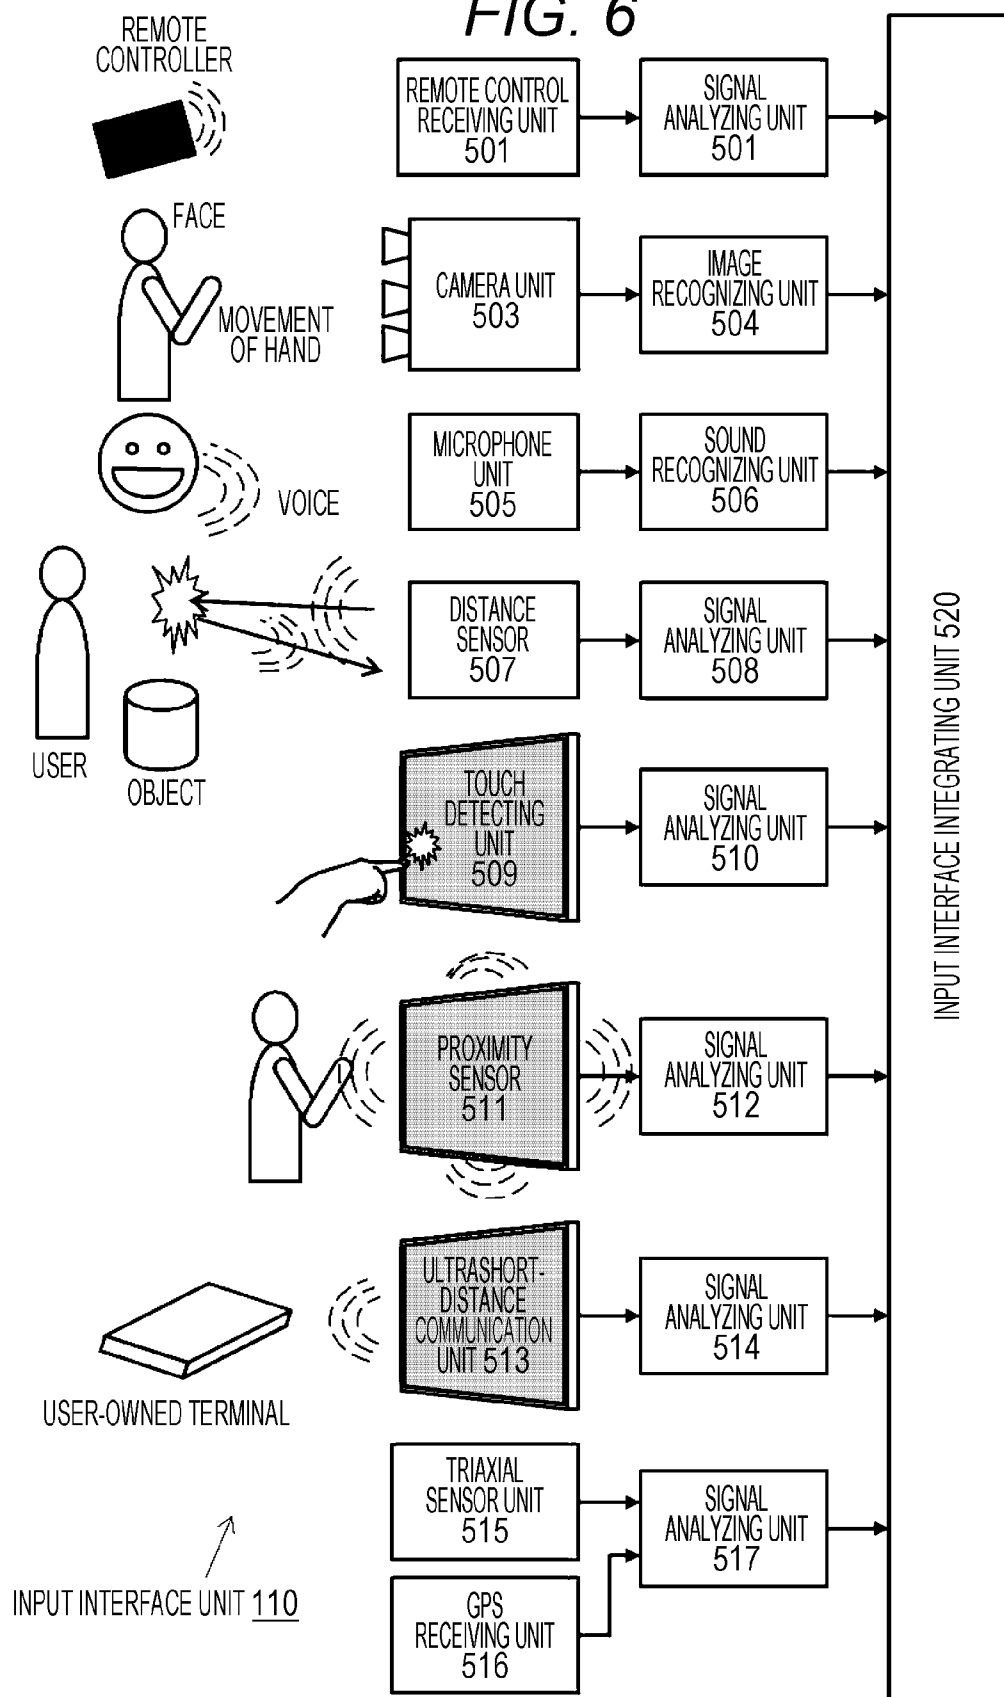 FIG. 6
REMOTE
CONTROLLER
REMOTE CONTROL
RECEIVING UNIT
501
SIGNAL
ANALYZING UNIT
501
FACE
MOVEMENT
OF HAND
CAMERA UNIT
503
IMAGE
RECOGNIZING UNIT
504
VOICE
MICROPHONE
UNIT
505
SOUND
RECOGNIZING UNIT
506
USER
OBJECT
DISTANCE
SENSOR
507
SIGNAL
ANALYZING UNIT
508
TOUCH
DETECTING
UNIT
509
SIGNAL
ANALYZING UNIT
510
PROXIMITY
SENSOR
511
SIGNAL
ANALYZING UNIT
512
USER-OWNED TERMINAL
ULTRASHORT-
DISTANCE
COMMUNICATION
UNIT 513
SIGNAL
ANALYZING UNIT
514
TRIAXIAL
SENSOR UNIT
515
SIGNAL
ANALYZING UNIT
517
GPS
RECEIVING UNIT
516
INPUT INTERFACE UNIT 110
INPUT INTERFACE INTEGRATING UNIT 520